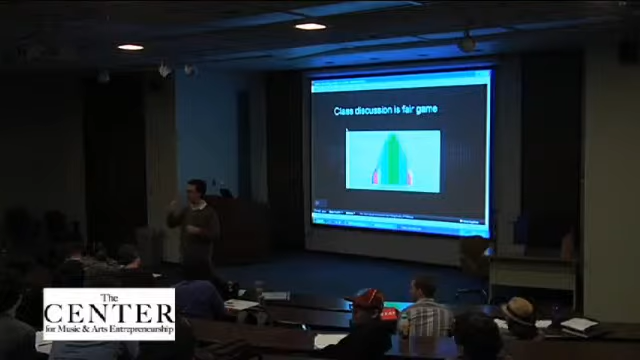 Class discussion is fair game
The
CENTER
for Music & Arts Entrepreneurship